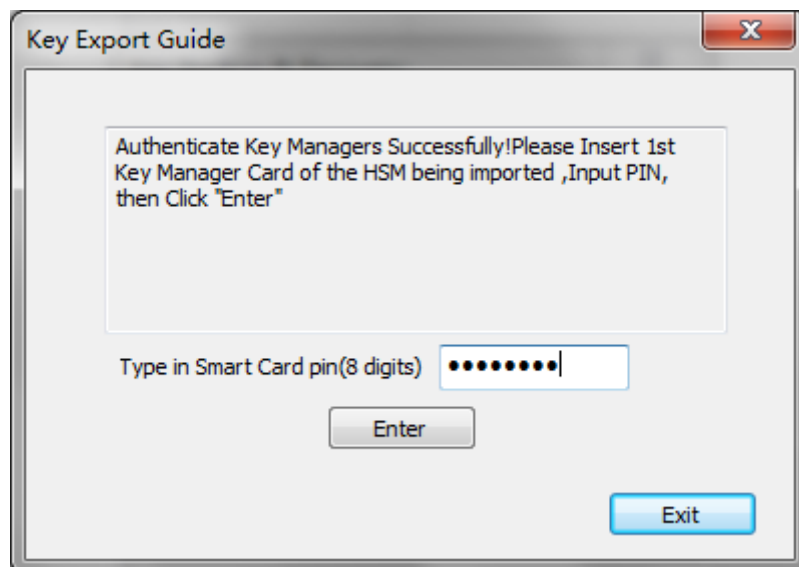 Key Export Guide
Authenticate Key Managers Successfully!Please Insert 1st
Key Manager Card of the HSM being imported ,Input PIN,
then Click "Enter"
Type in Smart Card pin(8 digits) ●●●●●●●●
Enter
Exit